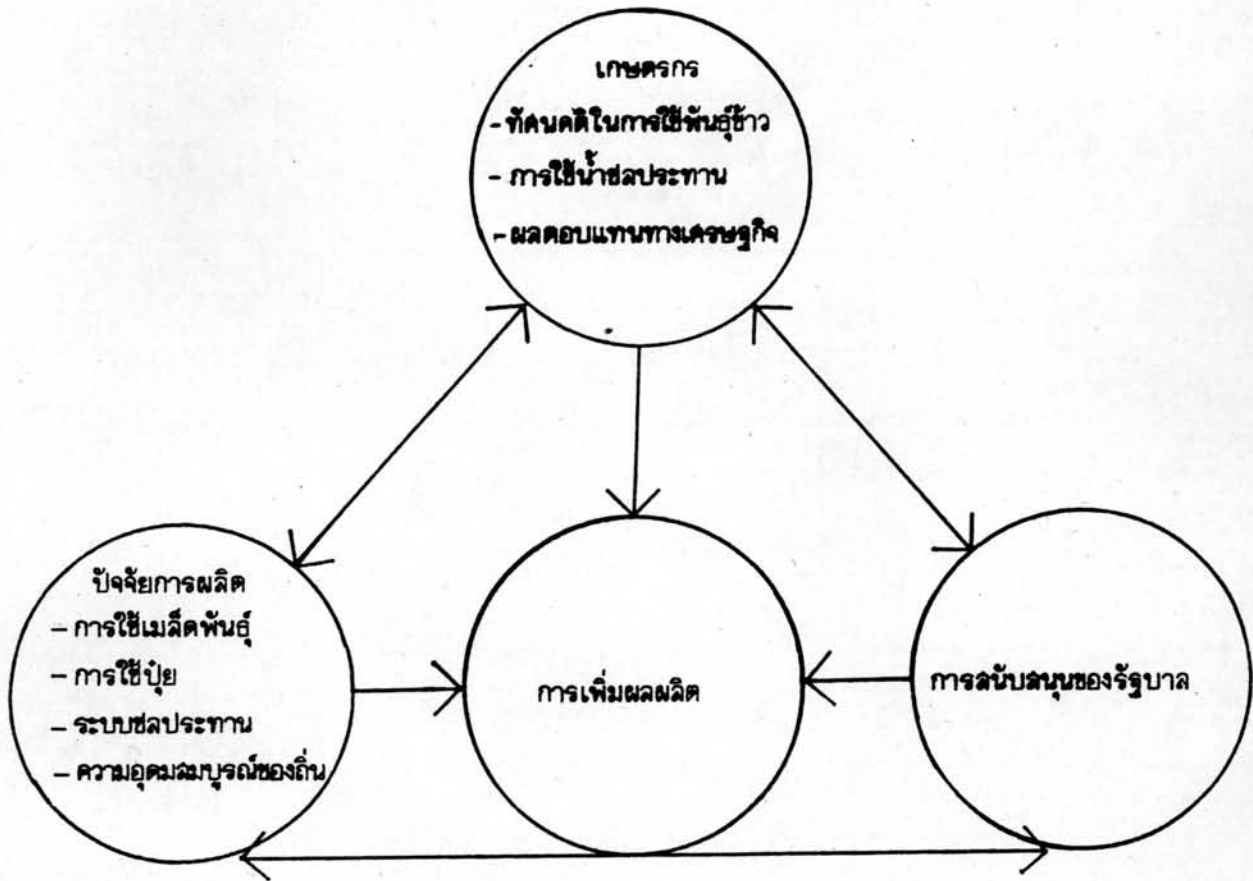 เกษตรกร
- ทัศนคติในการใช้พันธุ์ข้าว
- การใช้น้ำชลประทาน
- ผลตอบแทนทางเศรษฐกิจ
ปัจจัยการผลิต
- การใช้เมล็ดพันธุ์
- การใช้ปุ๋ย
- ระบบชลประทาน
- ความอุดมสมบูรณ์ของถิ่น
การเพิ่มผลผลิต
การสนับสนุนของรัฐบาล